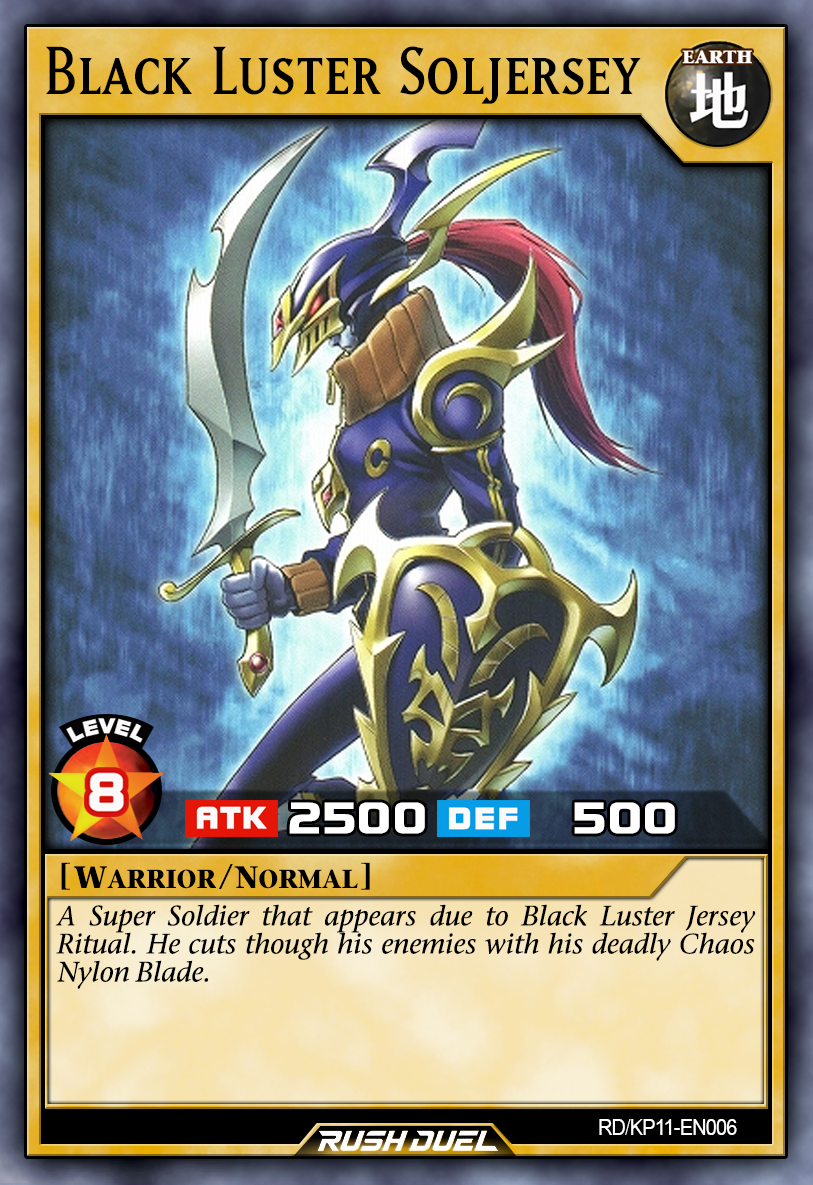 Black Luster Soljersey
EARTH
地
LEVEL
8
ATK 2500 DEF 500
[Warrior/Normal]
A Super Soldier that appears due to Black Luster Jersey
Ritual. He cuts though his enemies with his deadly Chaos
Nylon Blade.
RD/KP11-EN006
RUSH DUEL